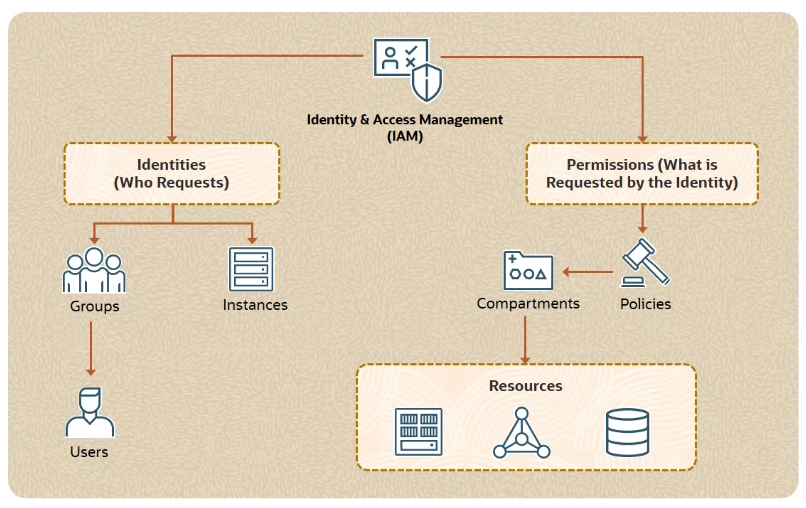 Identity & Access Management
(IAM)
Identities
(Who Requests)
Permissions (What is
Requested by the Identity)
Groups
Instances
Compartments
Policies
Resources
Users